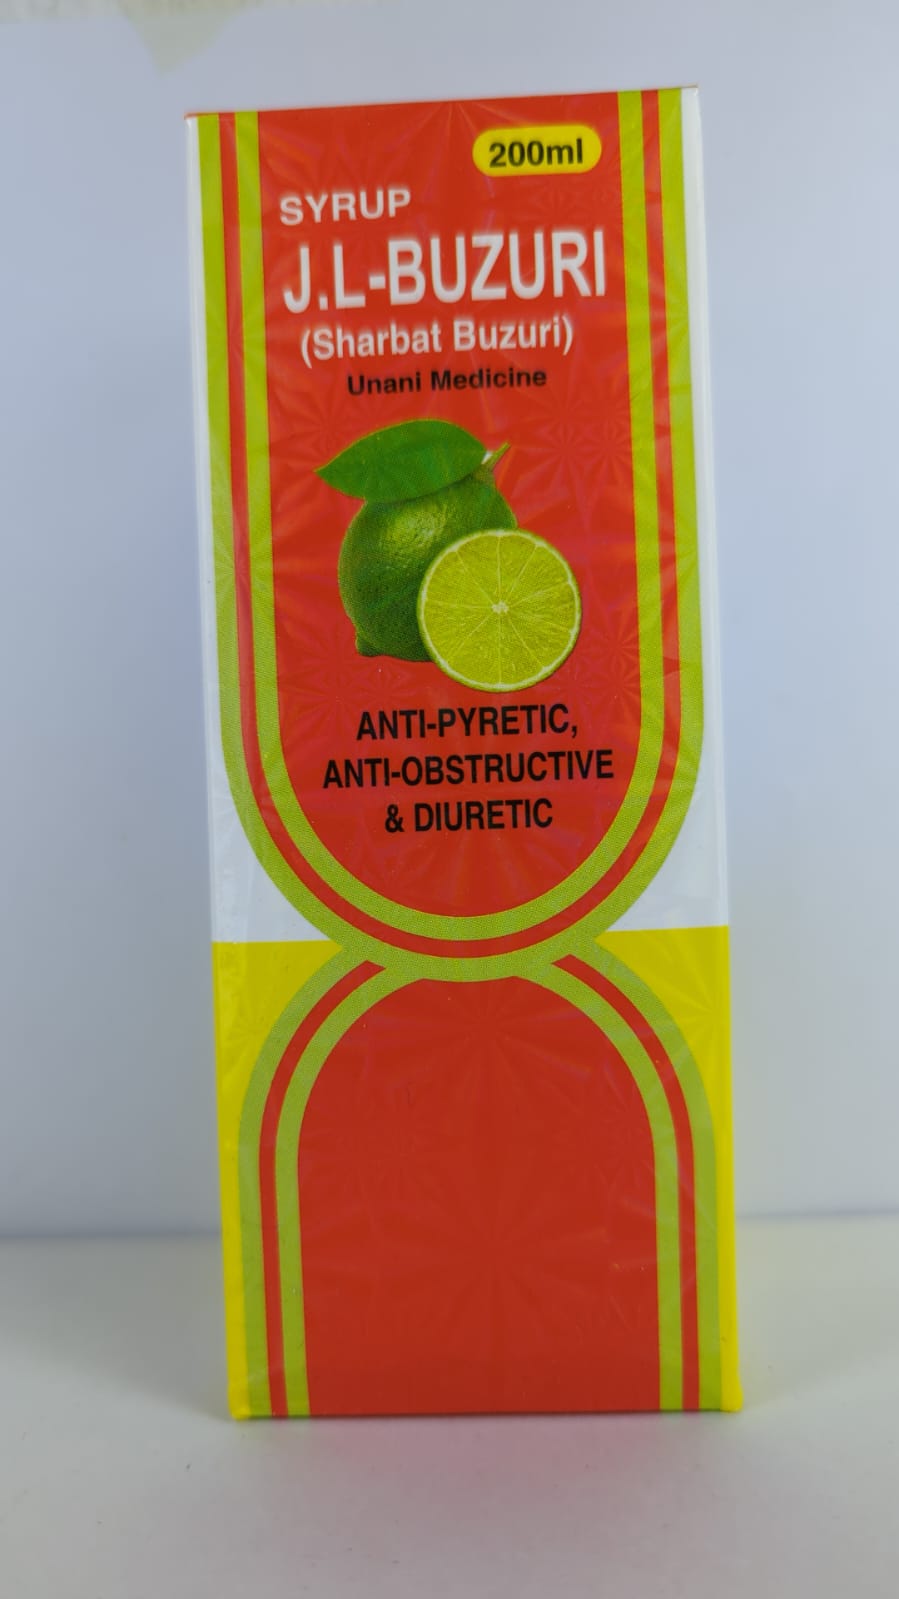 200ml
SYRUP
J.L-BUZURI
(Sharbat Buzuri)
Unani Medicine
ANTI-PYRETIC,
ANTI-OBSTRUCTIVE
& DIURETIC